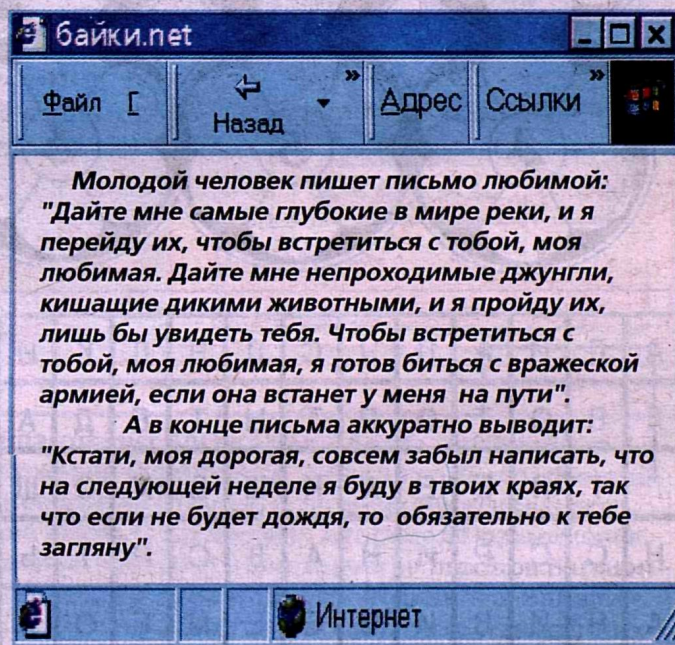 байки.net
Файл Г Назад » Адрес Ссылки »
Молодой человек пишет письмо любимой:
"Дайте мне самые глубокие в мире реки, и я
перейду их, чтобы встретиться с тобой, моя
любимая. Дайте мне непроходимые джунгли,
кишащие дикими животными, и я пройду их,
лишь бы увидеть тебя. Чтобы встретиться с
тобой, моя любимая, я готов биться с вражеской
армией, если она встанет у меня на пути".
А в конце письма аккуратно выводит:
"Кстати, моя дорогая, совсем забыл написать, что
на следующей неделе я буду в твоих краях, так
что если не будет дождя, то обязательно к тебе
загляну".
Интернет